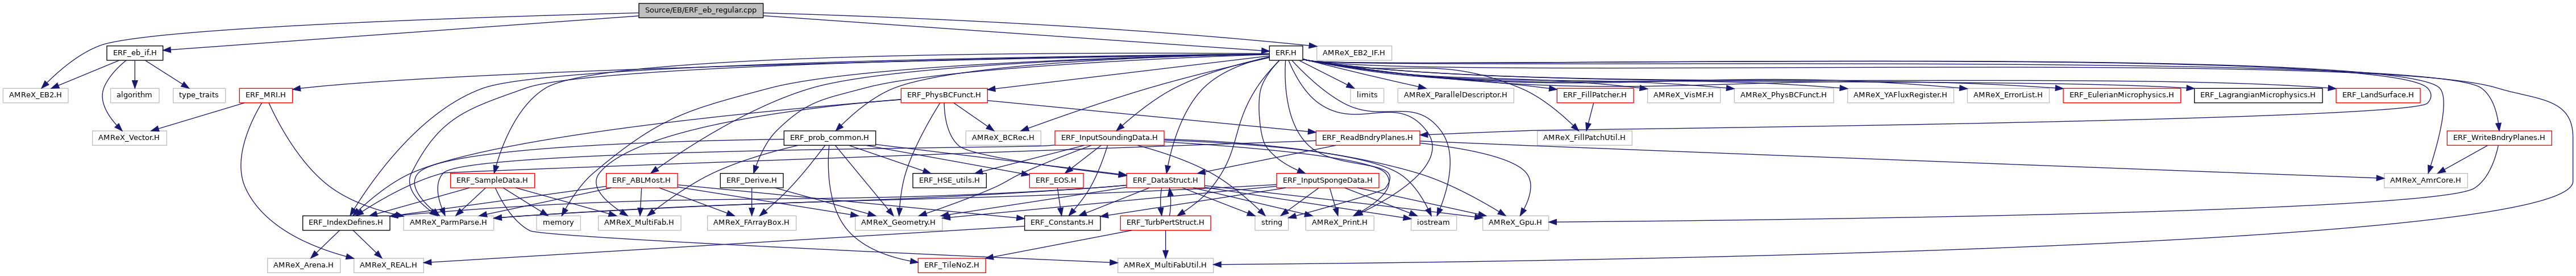 Source/EB/ERF_eb_regular.cpp
ERF_eb_if.H
ERF.H
AMReX_EB2_IF.H
AMReX_EB2.H
algorithm
type_traits
ERF_MRI.H
ERF_PhysBCFunct.H
limits
AMReX_ParallelDescriptor.H
ERF_FillPatcher.H
AMReX_VisMF.H
AMReX_PhysBCFunct.H
AMReX_YAFluxRegister.H
AMReX_ErrorList.H
ERF_EulerianMicrophysics.H
ERF_LagrangianMicrophysics.H
ERF_LandSurface.H
AMReX_Vector.H
ERF_prob_common.H
AMReX_BCRec.H
ERF_InputSoundingData.H
ERF_ReadBndryPlanes.H
AMReX_FillPatchUtil.H
ERF_WriteBndryPlanes.H
ERF_SampleData.H
ERF_ABLMost.H
ERF_Derive.H
ERF_HSE_utils.H
ERF_EOS.H
ERF_DataStruct.H
ERF_InputSpongeData.H
AMReX_AmrCore.H
ERF_IndexDefines.H
AMReX_ParmParse.H
memory
AMReX_MultiFab.H
AMReX_FArrayBox.H
AMReX_Geometry.H
ERF_Constants.H
ERF_TurbPertStruct.H
string
AMReX_Print.H
iostream
AMReX_Gpu.H
AMReX_Arena.H
AMReX_REAL.H
ERF_TileNoZ.H
AMReX_MultiFabUtil.H